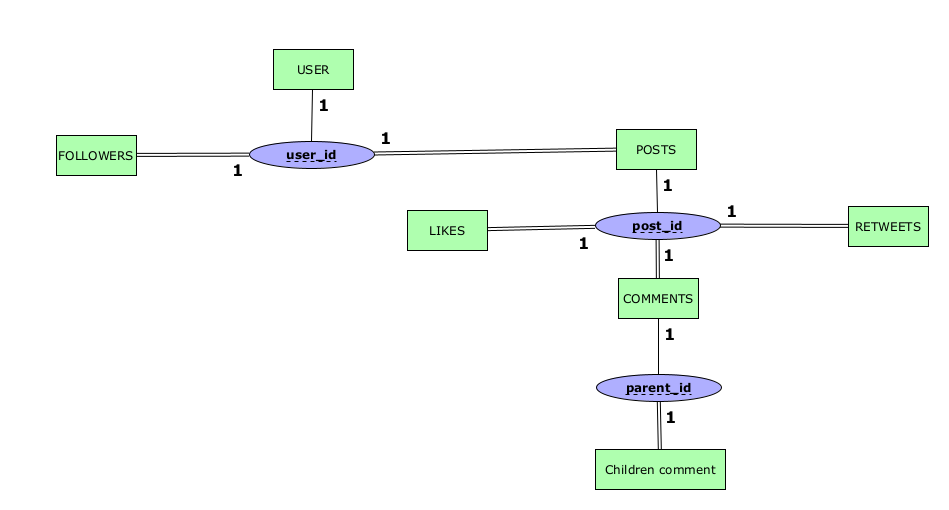 USER
1
1
FOLLOWERS
user_id
POSTS
1
1
1
LIKES
post_id
RETWEETS
1
1
COMMENTS
1
parent_id
1
Children comment